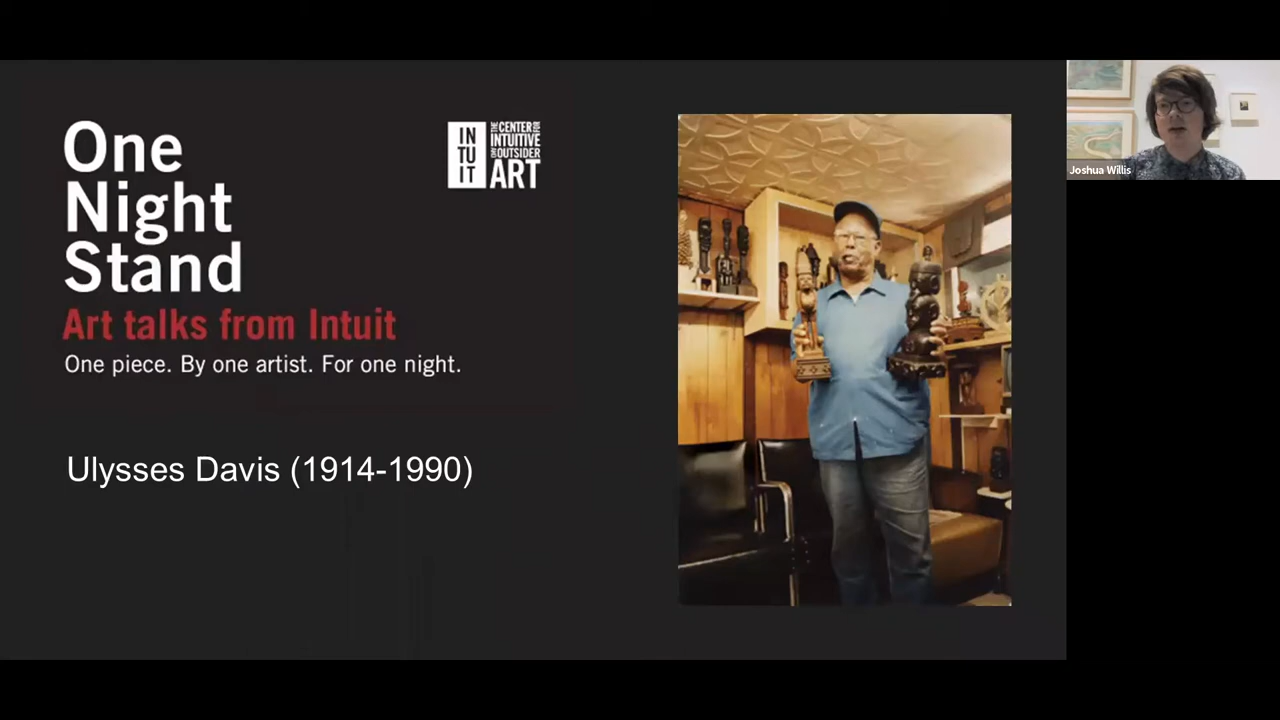 One
Night
Stand
Art talks from Intuit
One piece. By one artist. For one night.
IN
TU
IT
THE CENTER FOR
INTUITIVE
AND OUTSIDER
ART
Ulysses Davis (1914-1990)
Joshua Willis